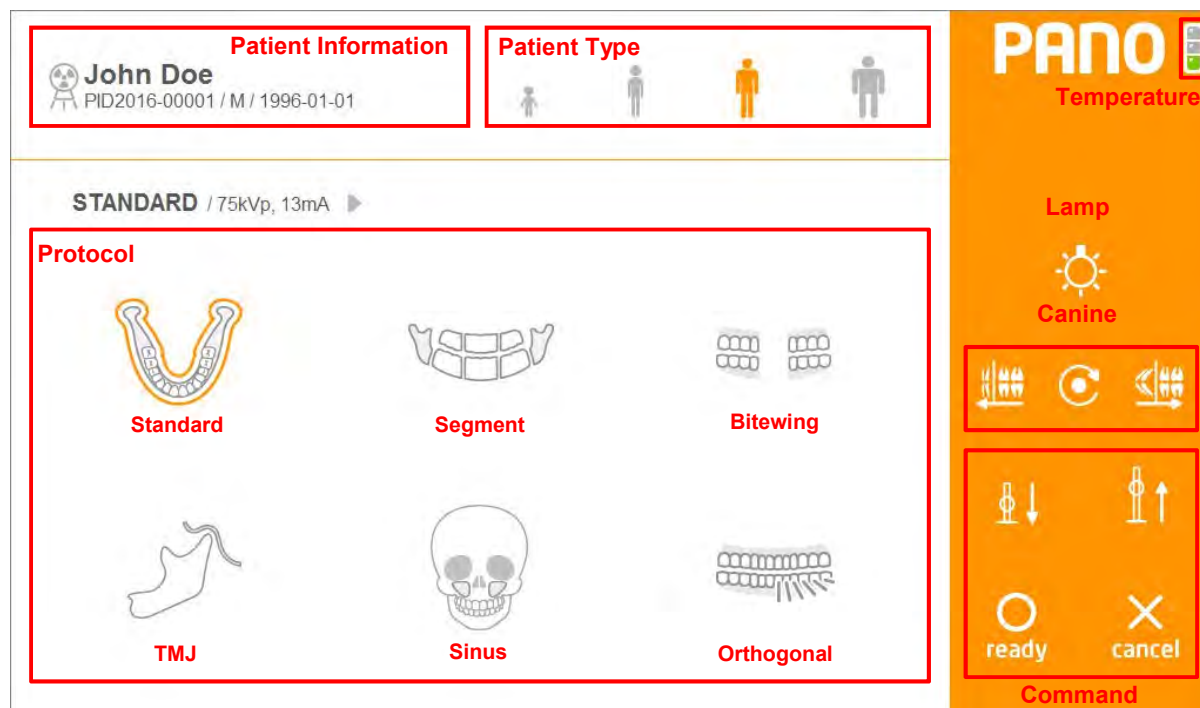 Patient Information
John Doe
PID2016-00001 / M / 1996-01-01
Patient Type
PANO
Temperature
STANDARD / 75kVp, 13mA
Protocol
Standard
Segment
Bitewing
TMJ
Sinus
Orthogonal
Lamp
Canine
ready
cancel
Command